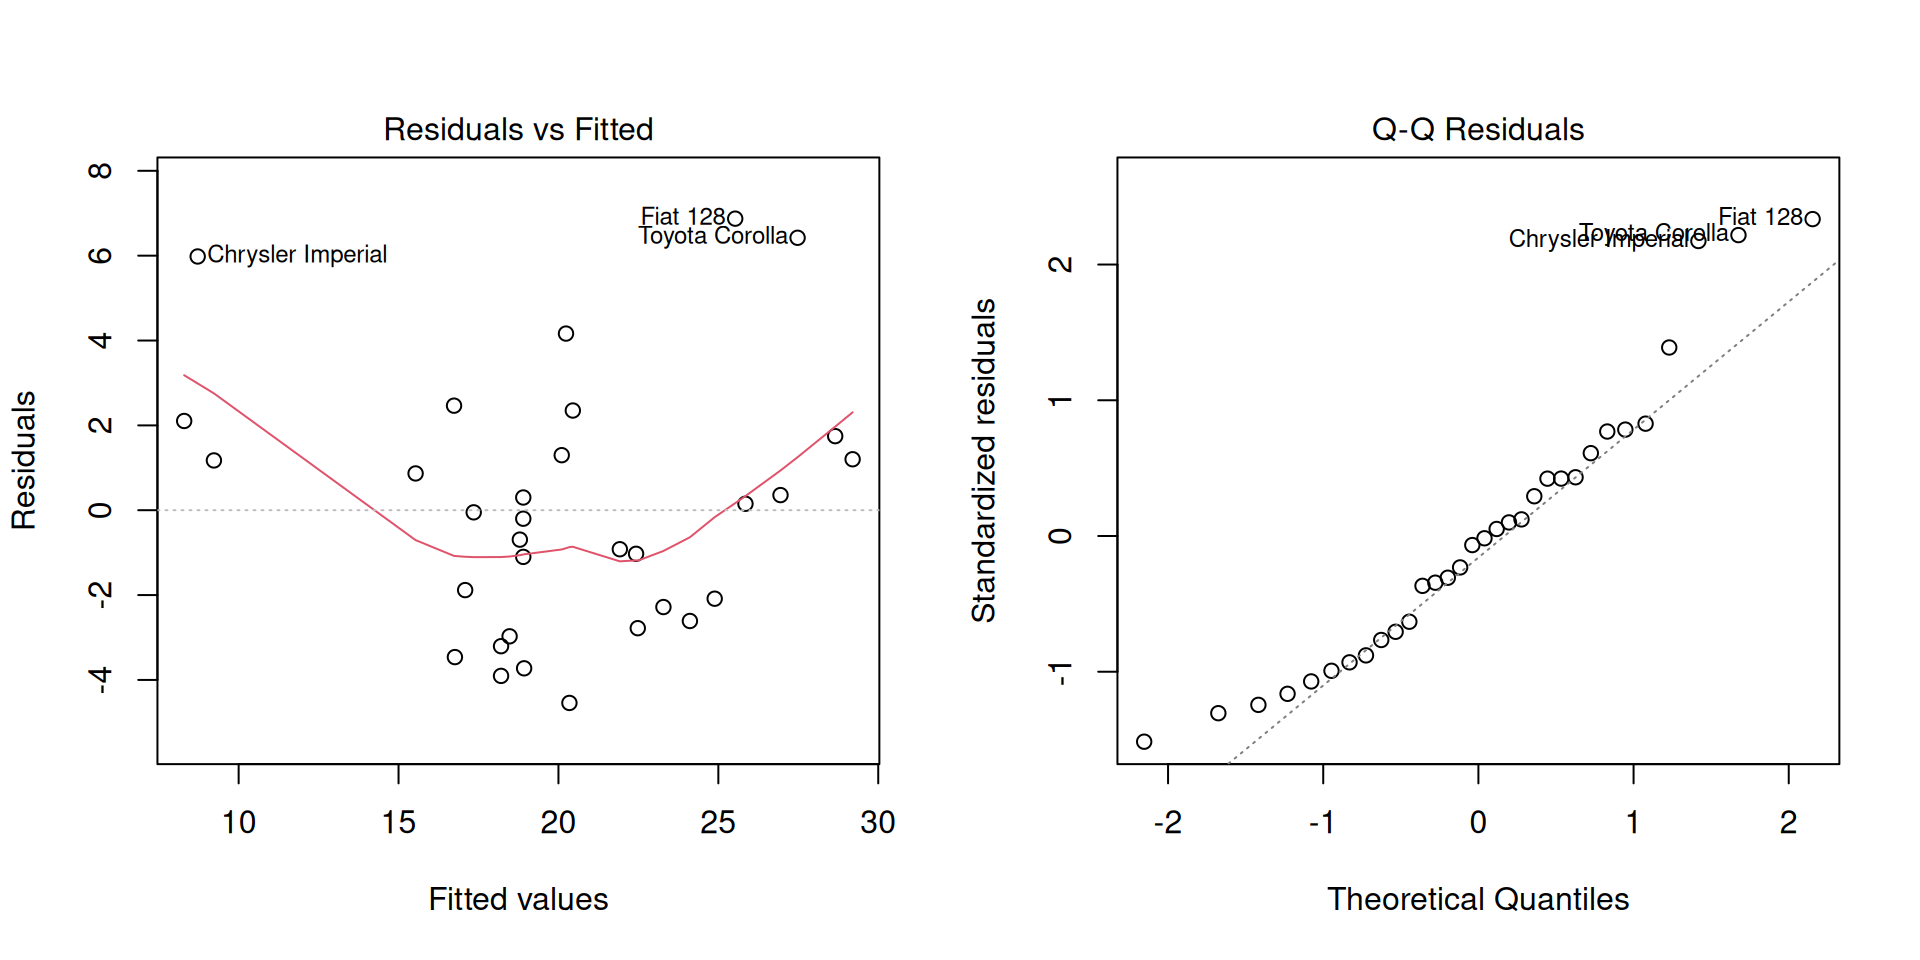 Residuals vs Fitted
Residuals
8
6
4
2
0
-2
-4
Fiat 128
Toyota Corolla
Chrysler Imperial
10 15 20 25 30
Fitted values
Q-Q Residuals
Standardized residuals
2
1
0
-1
Fiat 128
Toyota Corolla
Chrysler Imperial
-2 -1 0 1 2
Theoretical Quantiles